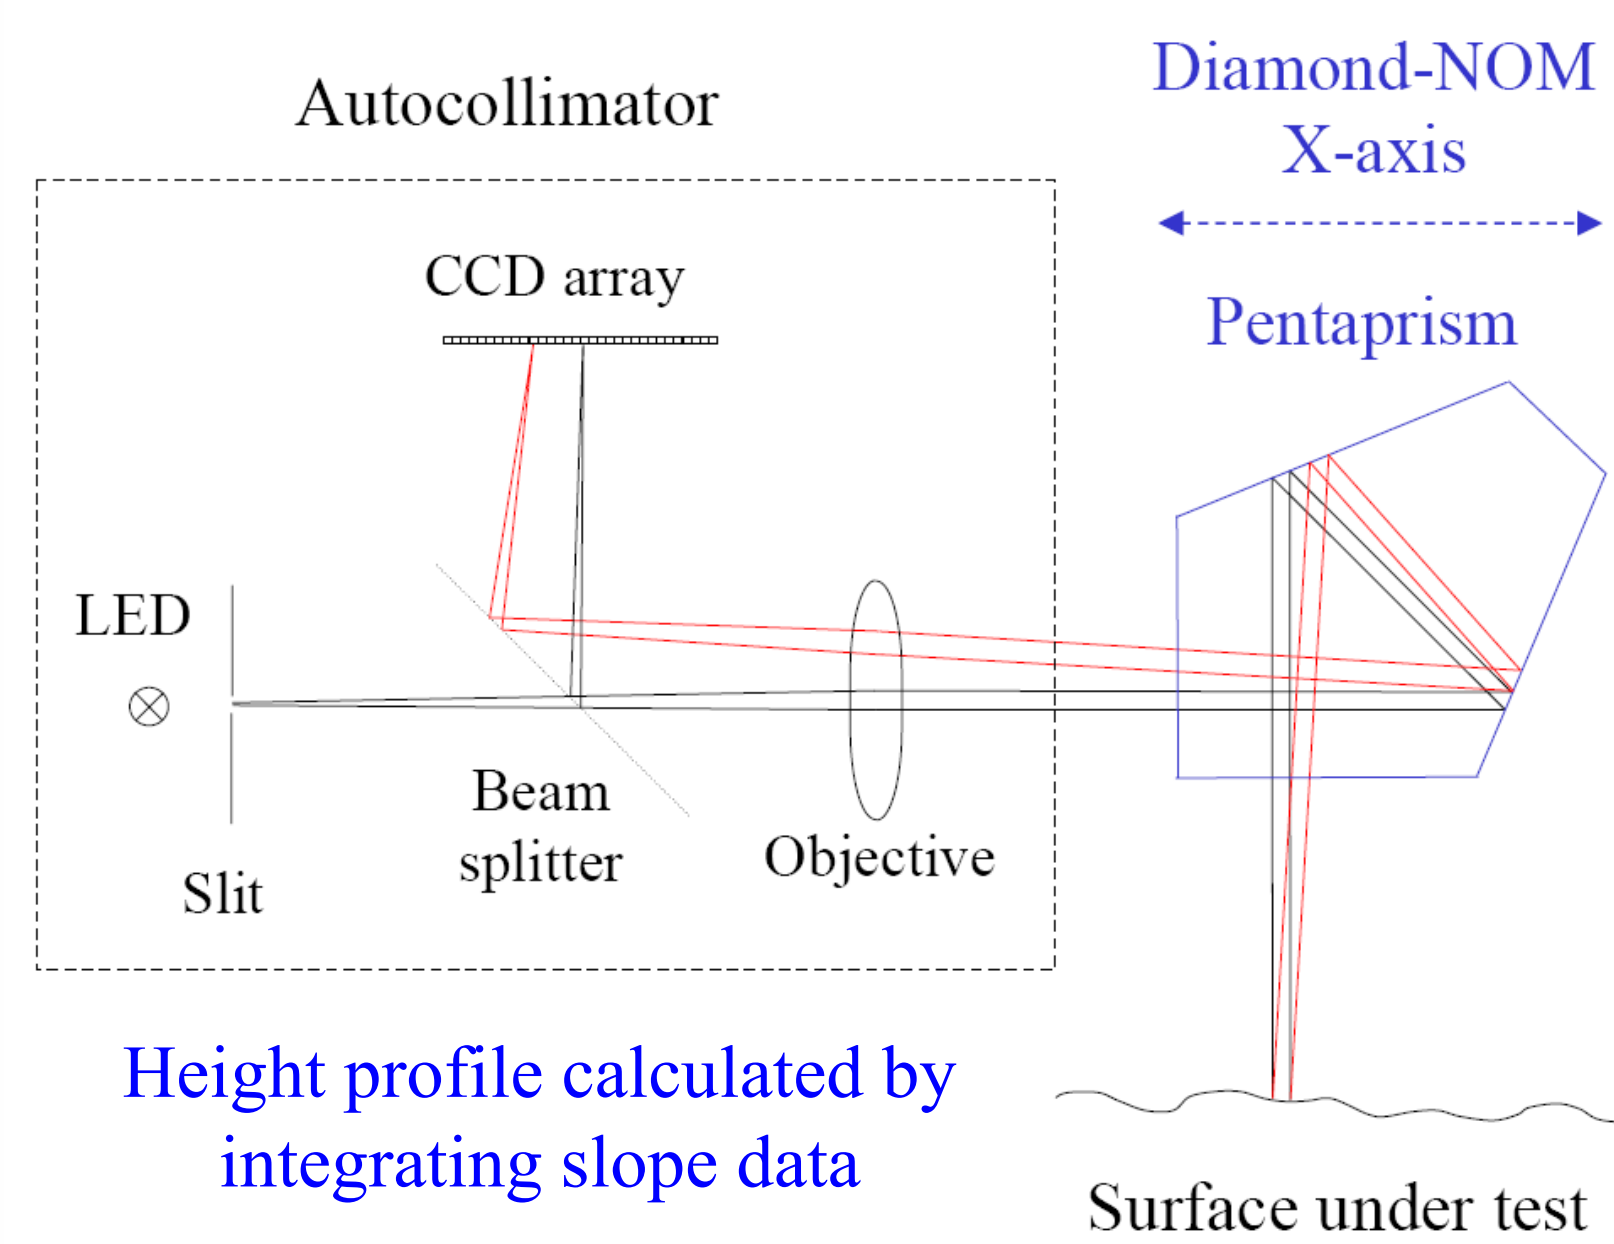 Autocollimator
Diamond-NOM
X-axis
CCD array
Pentaprism
LED
Beam
splitter
Objective
Slit
Height profile calculated by
integrating slope data
Surface under test